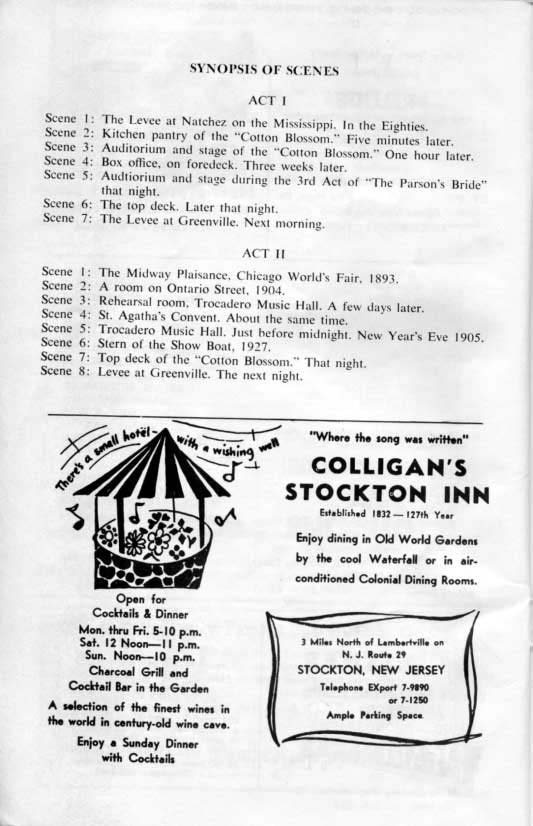 SYNOPSIS OF SCENES
ACT I
Scene 1: The Levee at Natchez on the Mississippi. In the Eighties.
Scene 2: Kitchen pantry of the "Cotton Blossom." Five minutes later.
Scene 3: Auditorium and stage of the "Cotton Blossom." One hour later.
Scene 4: Box office, on foredeck. Three weeks later.
Scene 5: Audtiorium and stage during the 3rd Act of "The Parson's Bride"
that night.
Scene 6: The top deck. Later that night.
Scene 7: The Levee at Greenville. Next morning.
ACT II
Scene 1: The Midway Plaisance, Chicago World's Fair, 1893.
Scene 2: A room on Ontario Street, 1904.
Scene 3: Rehearsal room, Trocadero Music Hall. A few days later.
Scene 4: St. Agatha's Convent. About the same time.
Scene 5: Trocadero Music Hall. Just before midnight. New Year's Eve 1905.
Scene 6: Stern of the Show Boat, 1927.
Scene 7: Top deck of the "Cotton Blossom." That night.
Scene 8: Levee at Greenville. The next night.
There's a small hotel - with a wishing well
Open for
Cocktails & Dinner
Mon. thru Fri. 5-10 p.m.
Sat. 12 Noon—11 p.m.
Sun. Noon—10 p.m.
Charcoal Grill and
Cocktail Bar in the Garden
A selection of the finest wines in
the world in century-old wine cave.
Enjoy a Sunday Dinner
with Cocktails
"Where the song was written"
COLLIGAN'S
STOCKTON INN
Established 1832 — 127th Year
Enjoy dining in Old World Gardens
by the cool Waterfall or in air-
conditioned Colonial Dining Rooms.
3 Miles North of Lambertville on
N. J. Route 29
STOCKTON, NEW JERSEY
Telephone EXport 7-9890
or 7-1250
Ample Parking Space